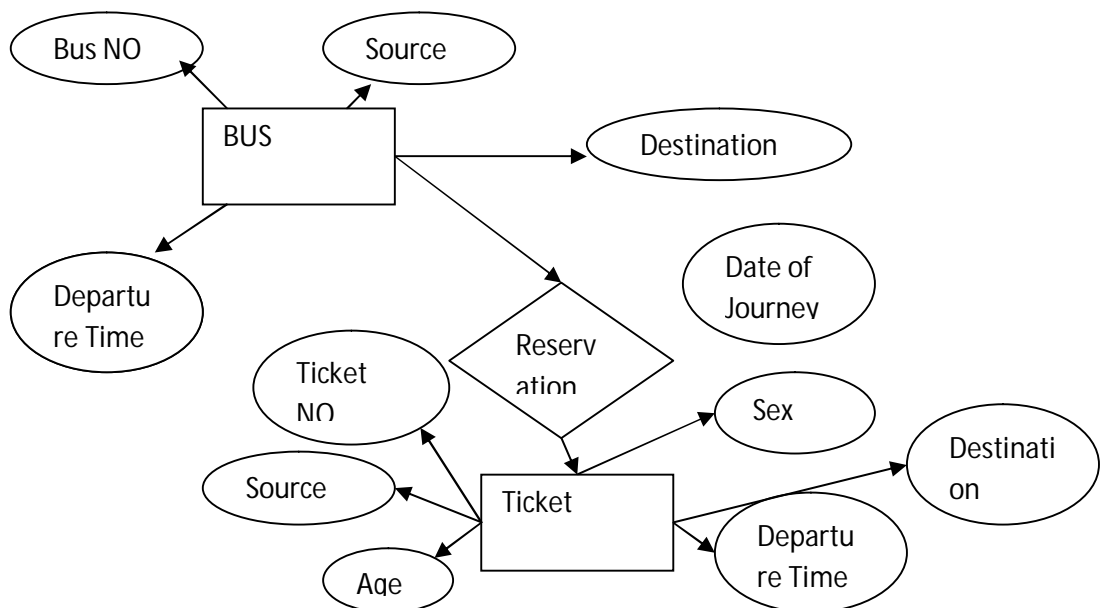 Bus NO
Source
BUS
Destination
Departu
re Time
Date of
Journey
Reserv
ation
Ticket
NO
Sex
Source
Destinati
on
Ticket
Departu
re Time
Age